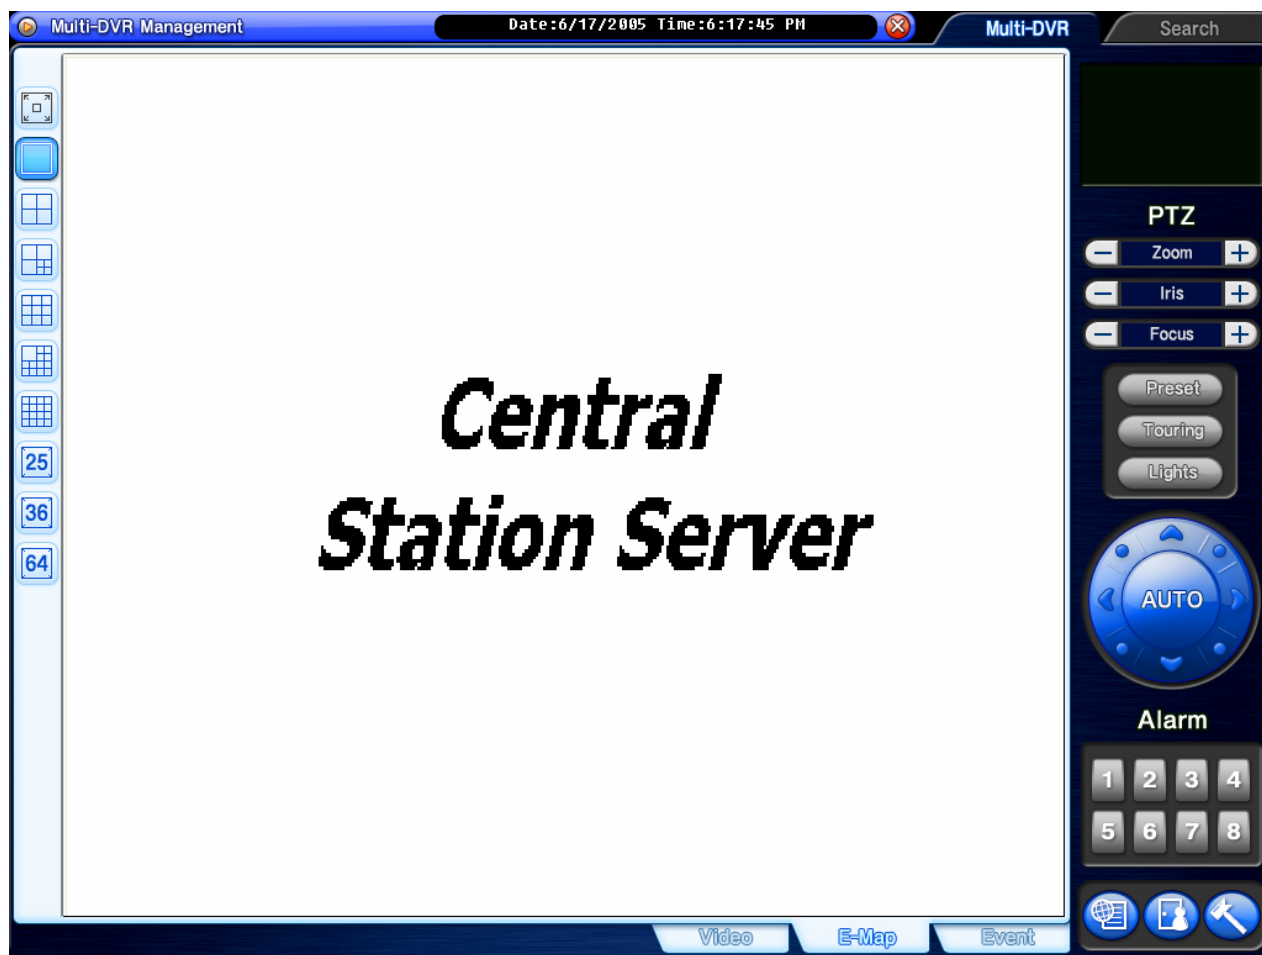 Multi-DVR Management
Date:6/17/2005 Time:6:17:45 PM
Multi-DVR
Search
25
36
64
Central
Station Server
PTZ
Zoom
Iris
Focus
Preset
Touring
Lights
AUTO
Alarm
1 2 3 4
5 6 7 8
Video
E-Map
Event